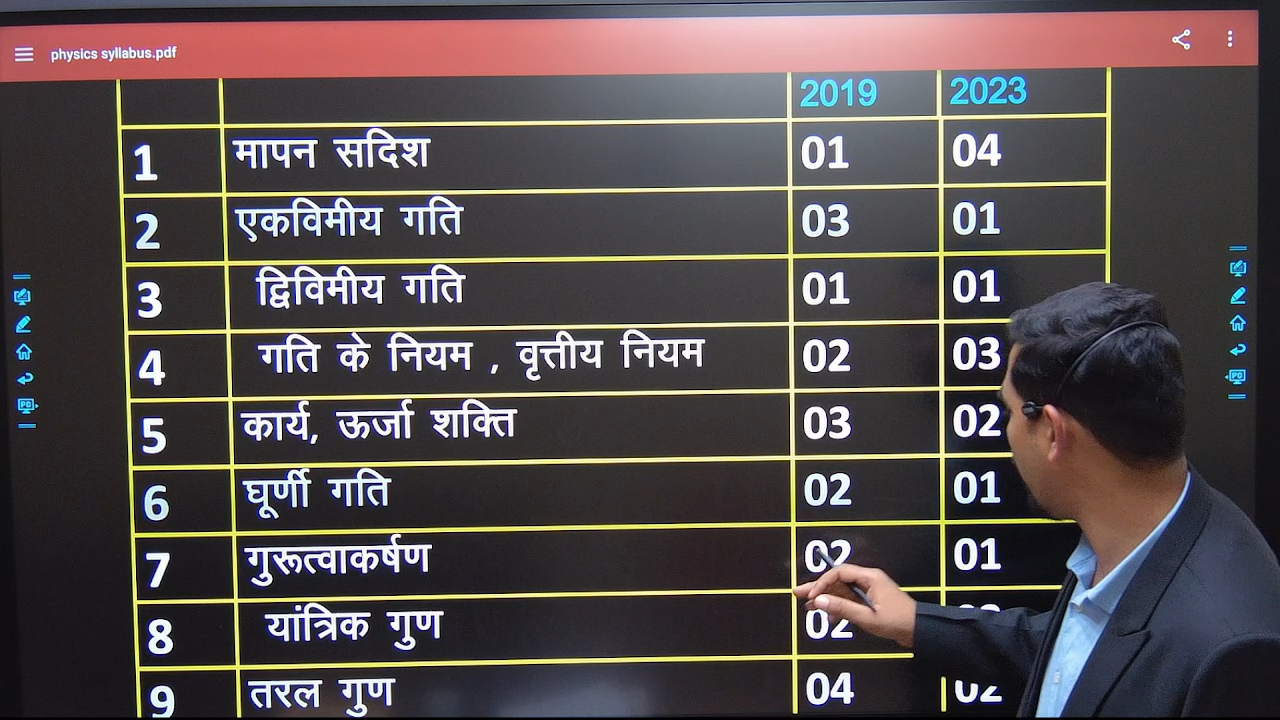 physics syllabus.pdf
2019 2023
1 मापन सदिश 01 04
2 एकविमीय गति 03 01
3 द्विविमीय गति 01 01
4 गति के नियम , वृत्तीय नियम 02 03
5 कार्य, ऊर्जा शक्ति 03 02
6 घूर्णी गति 02 01
7 गुरूत्वाकर्षण 02 01
8 यांत्रिक गुण 02
9 तरल गुण 04 02